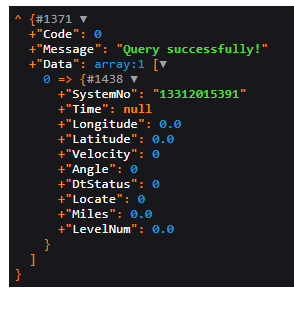 ^ {#1371 ▼
+"Code": 0
+"Message": "Query successfully!"
+"Data": array:1 [▼
0 => {#1438 ▼
+"SystemNo": "13312015391"
+"Time": null
+"Longitude": 0.0
+"Latitude": 0.0
+"Velocity": 0
+"Angle": 0
+"DtStatus": 0
+"Locate": 0
+"Miles": 0.0
+"LevelNum": 0.0
}
]
}